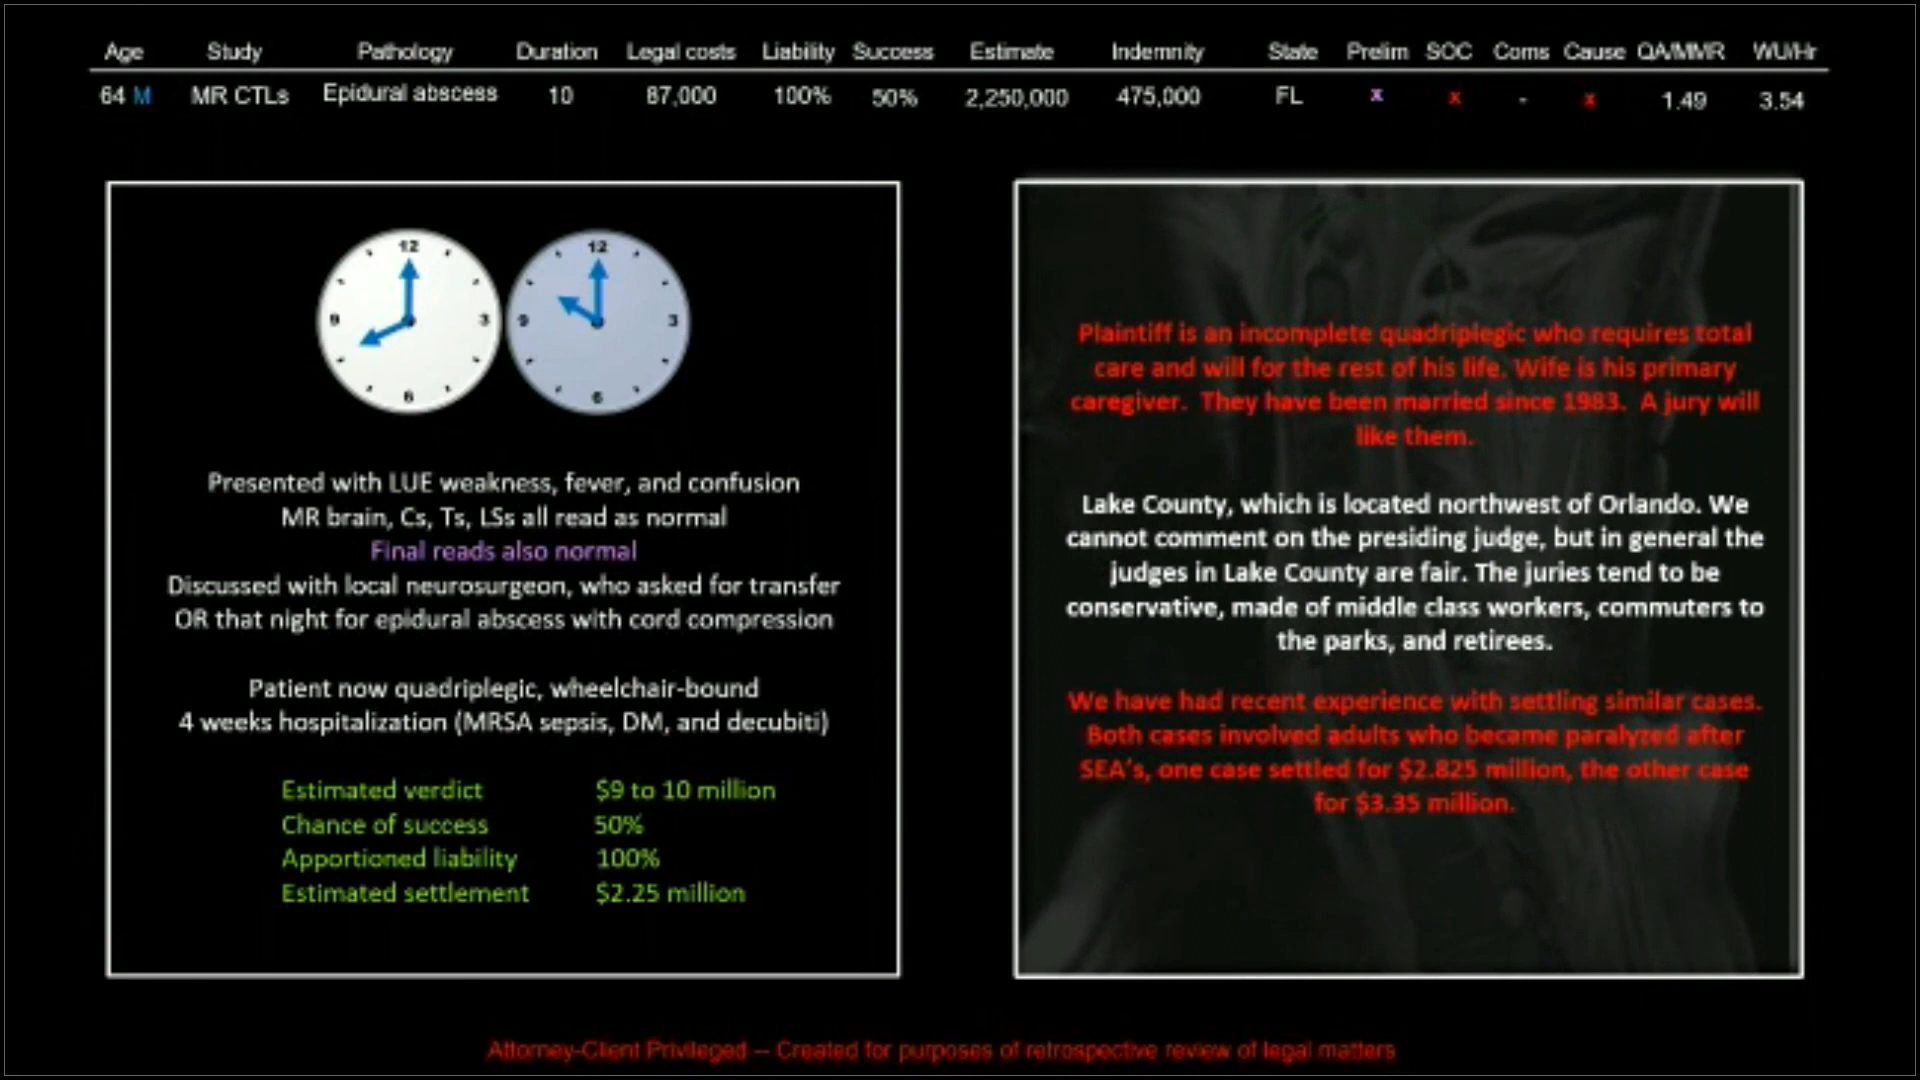 Age Study Pathology Duration Legal costs Liability Success Estimate Indemnity State Prelim SOC Coms Cause QA/MMR WU/Hr
64 M MR CTLs Epidural abscess 10 87,000 100% 50% 2,250,000 475,000 FL x x - x 1.49 3.54
12 12
9 3 9 3
6 6
Presented with LUE weakness, fever, and confusion
MR brain, Cs, Ts, LSs all read as normal
Final reads also normal
Discussed with local neurosurgeon, who asked for transfer
OR that night for epidural abscess with cord compression
Patient now quadriplegic, wheelchair-bound
4 weeks hospitalization (MRSA sepsis, DM, and decubiti)
Estimated verdict $9 to 10 million
Chance of success 50%
Apportioned liability 100%
Estimated settlement $2.25 million
Plaintiff is an incomplete quadriplegic who requires total
care and will for the rest of his life. Wife is his primary
caregiver. They have been married since 1983. A jury will
like them.
Lake County, which is located northwest of Orlando. We
cannot comment on the presiding judge, but in general the
judges in Lake County are fair. The juries tend to be
conservative, made of middle class workers, commuters to
the parks, and retirees.
We have had recent experience with settling similar cases.
Both cases involved adults who became paralyzed after
SEA's, one case settled for $2.825 million, the other case
for $3.35 million.
Attorney-Client Privileged -- Created for purposes of retrospective review of legal matters